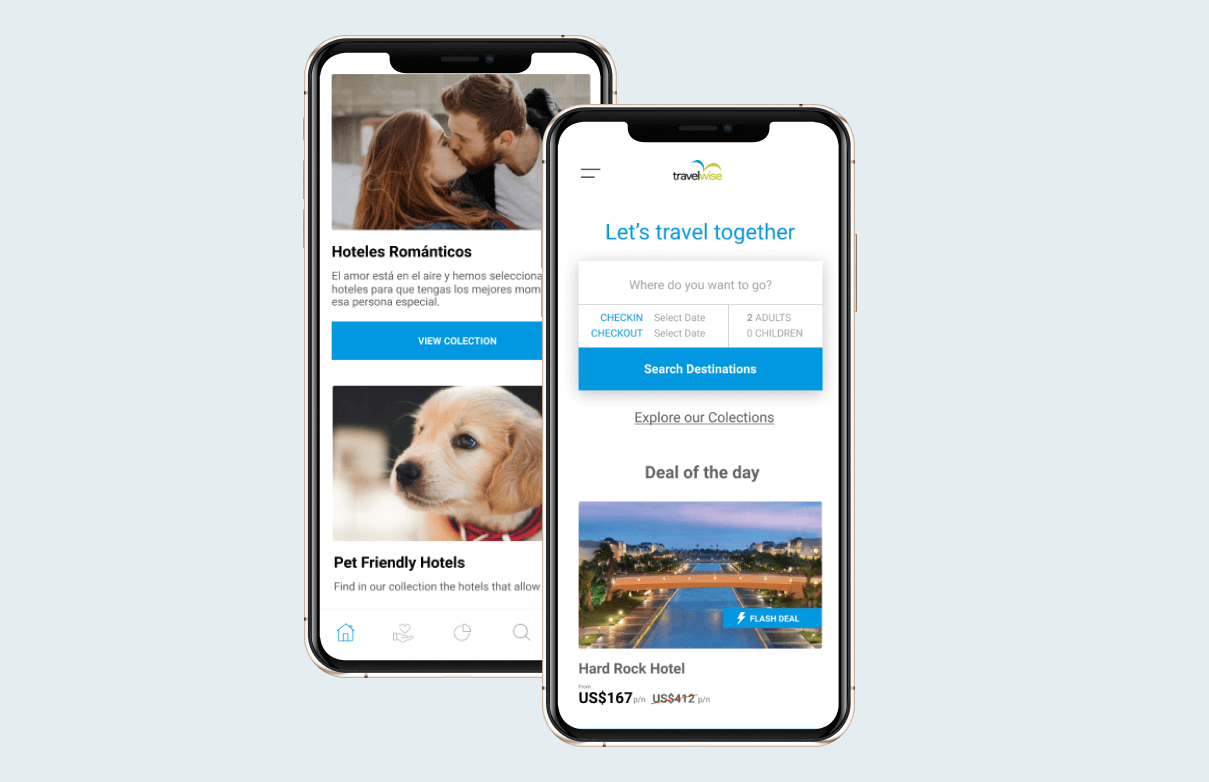 Hoteles Románticos
El amor está en el aire y hemos selecciona
hoteles para que tengas los mejores mom
esa persona especial.
VIEW COLECTION
Pet Friendly Hotels
Find in our collection the hotels that allow
travelwise
Let's travel together
Where do you want to go?
CHECKIN Select Date 2 ADULTS
CHECKOUT Select Date 0 CHILDREN
Search Destinations
Explore our Colections
Deal of the day
FLASH DEAL
Hard Rock Hotel
From
US$167 p/n US$412 p/n